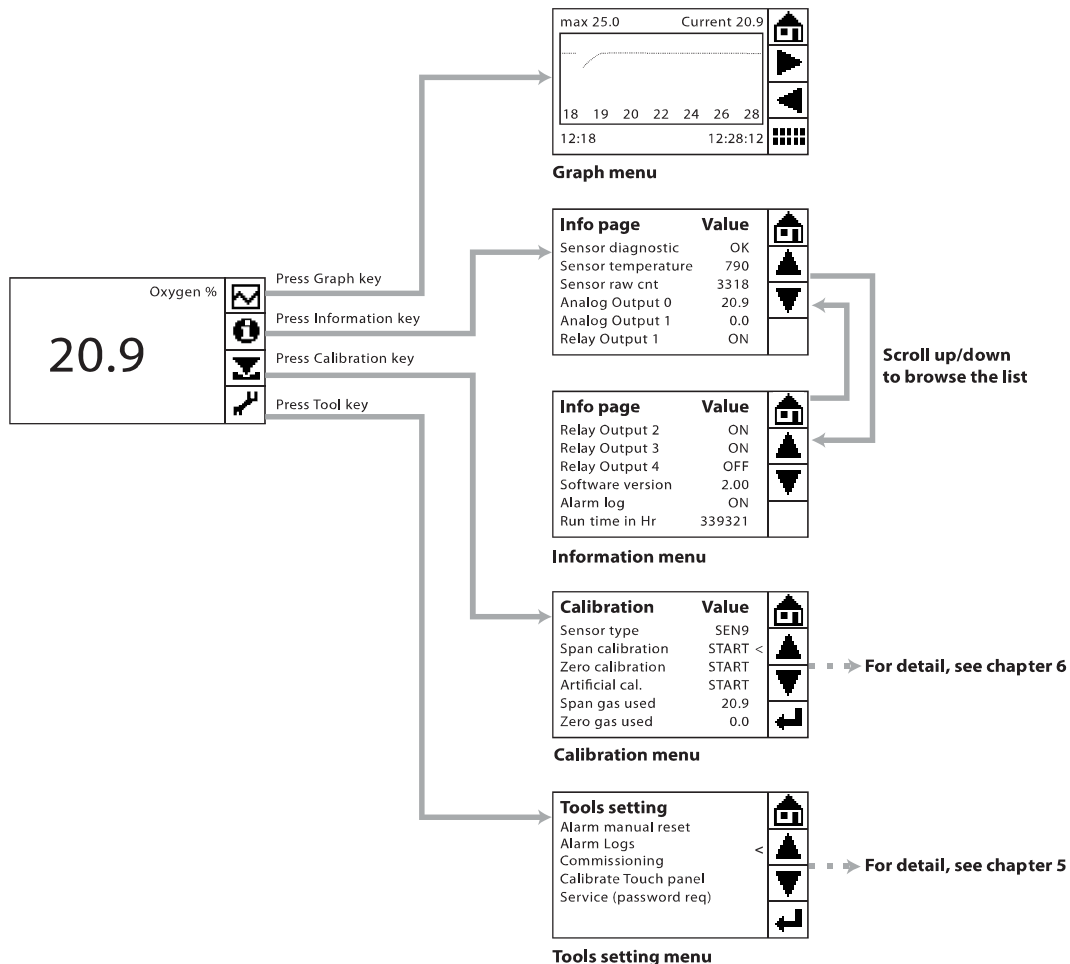 max 25.0 Current 20.9
18 19 20 22 24 26 28
12:18 12:28:12
Graph menu
Oxygen %
20.9
Press Graph key
Press Information key
Press Calibration key
Press Tool key
Info page Value
Sensor diagnostic OK
Sensor temperature 790
Sensor raw cnt 3318
Analog Output 0 20.9
Analog Output 1 0.0
Relay Output 1 ON
Scroll up/down
to browse the list
Info page Value
Relay Output 2 ON
Relay Output 3 ON
Relay Output 4 OFF
Software version 2.00
Alarm log ON
Run time in Hr 339321
Information menu
Calibration Value
Sensor type SEN9
Span calibration START <
Zero calibration START
Artificial cal. START
Span gas used 20.9
Zero gas used 0.0
For detail, see chapter 6
Calibration menu
Tools setting
Alarm manual reset
Alarm Logs <
Commissioning
Calibrate Touch panel
Service (password req)
For detail, see chapter 5
Tools setting menu